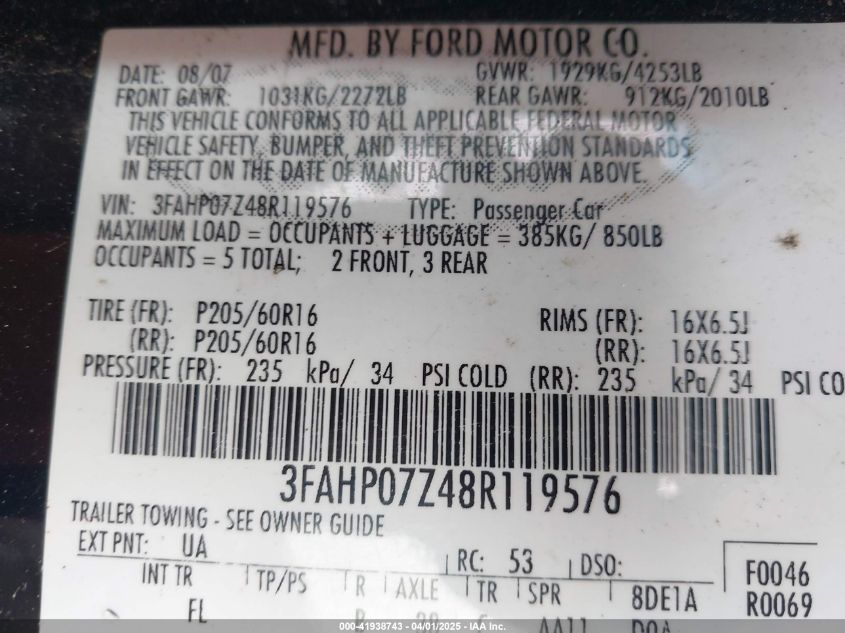 MFD. BY FORD MOTOR CO.
DATE: 08/07 GVWR: 1929KG/4253LB
FRONT GAWR: 1031KG/2272LB REAR GAWR: 912KG/2010LB
THIS VEHICLE CONFORMS TO ALL APPLICABLE FEDERAL MOTOR
VEHICLE SAFETY, BUMPER, AND THEFT PREVENTION STANDARDS
IN EFFECT ON THE DATE OF MANUFACTURE SHOWN ABOVE.
VIN: 3FAHP07Z48R119576 TYPE: Passenger Car
MAXIMUM LOAD = OCCUPANTS + LUGGAGE = 385KG/ 850LB
OCCUPANTS = 5 TOTAL; 2 FRONT, 3 REAR
TIRE (FR): P205/60R16 RIMS (FR): 16X6.5J
(RR): P205/60R16 (RR): 16X6.5J
PRESSURE (FR): 235 kPa/ 34 PSI COLD (RR): 235 kPa/ 34 PSI CO
3FAHP07Z48R119576
TRAILER TOWING - SEE OWNER GUIDE
EXT PNT: UA RC: 53 DSO: F0046
INT TR TP/PS R AXLE TR SPR 8DE1A R0069
FL
000-41938743 - 04/01/2025 - IAAI Inc.